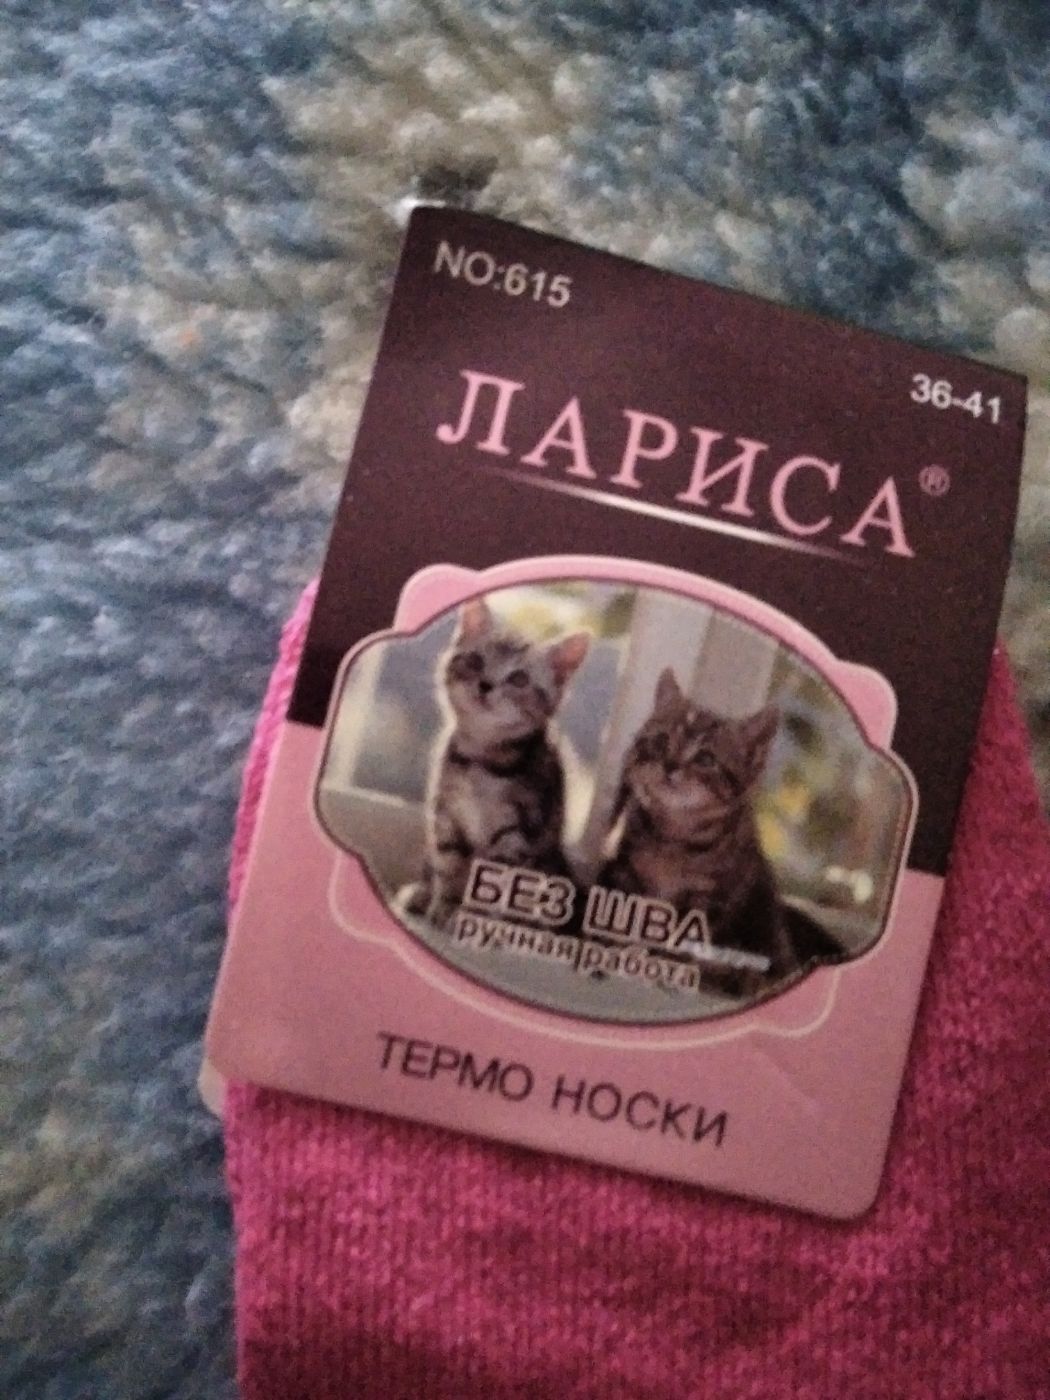 NO:615
36-41
ЛАРИСА®
БЕЗ ШВА
ручная работа
ТЕРМО НОСКИ